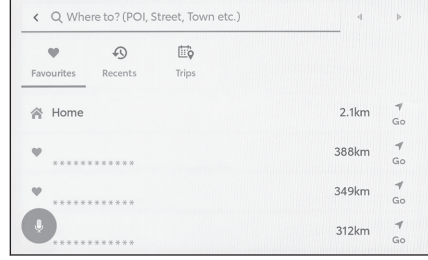 Where to? (POI, Street, Town etc.)
Favourites Recents Trips
Home 2.1km Go
388km Go
************
349km Go
************
312km Go
************